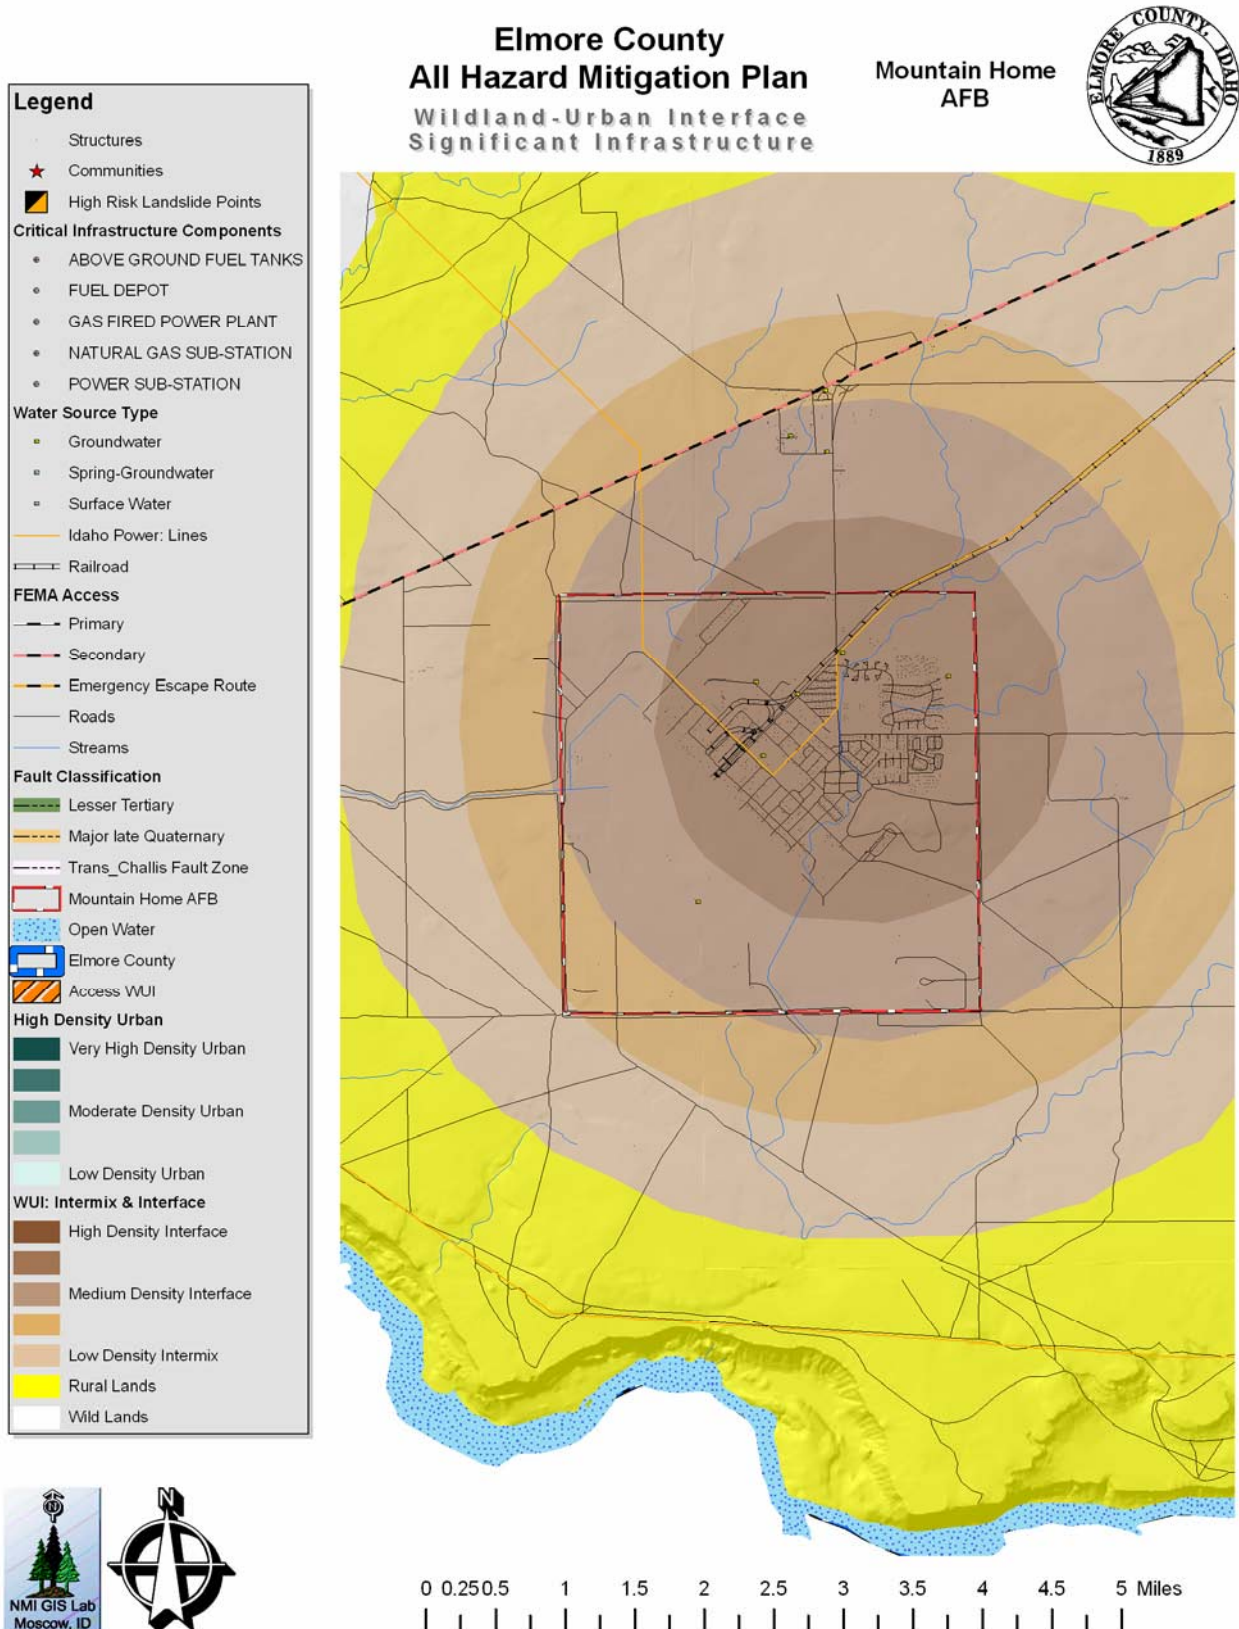 Elmore County
All Hazard Mitigation Plan
Wildland-Urban Interface
Significant Infrastructure
Mountain Home
AFB
ELMORE COUNTY, IDAHO
1889
Legend
Structures
Communities
High Risk Landslide Points
Critical Infrastructure Components
ABOVE GROUND FUEL TANKS
FUEL DEPOT
GAS FIRED POWER PLANT
NATURAL GAS SUB-STATION
POWER SUB-STATION
Water Source Type
Groundwater
Spring-Groundwater
Surface Water
Idaho Power: Lines
Railroad
FEMA Access
Primary
Secondary
Emergency Escape Route
Roads
Streams
Fault Classification
Lesser Tertiary
Major late Quaternary
Trans_Challis Fault Zone
Mountain Home AFB
Open Water
Elmore County
Access WUI
High Density Urban
Very High Density Urban
Moderate Density Urban
Low Density Urban
WUI: Intermix & Interface
High Density Interface
Medium Density Interface
Low Density Intermix
Rural Lands
Wild Lands
N
NMI GIS Lab
Moscow, ID
N
0 0.25 0.5 1 1.5 2 2.5 3 3.5 4 4.5 5 Miles